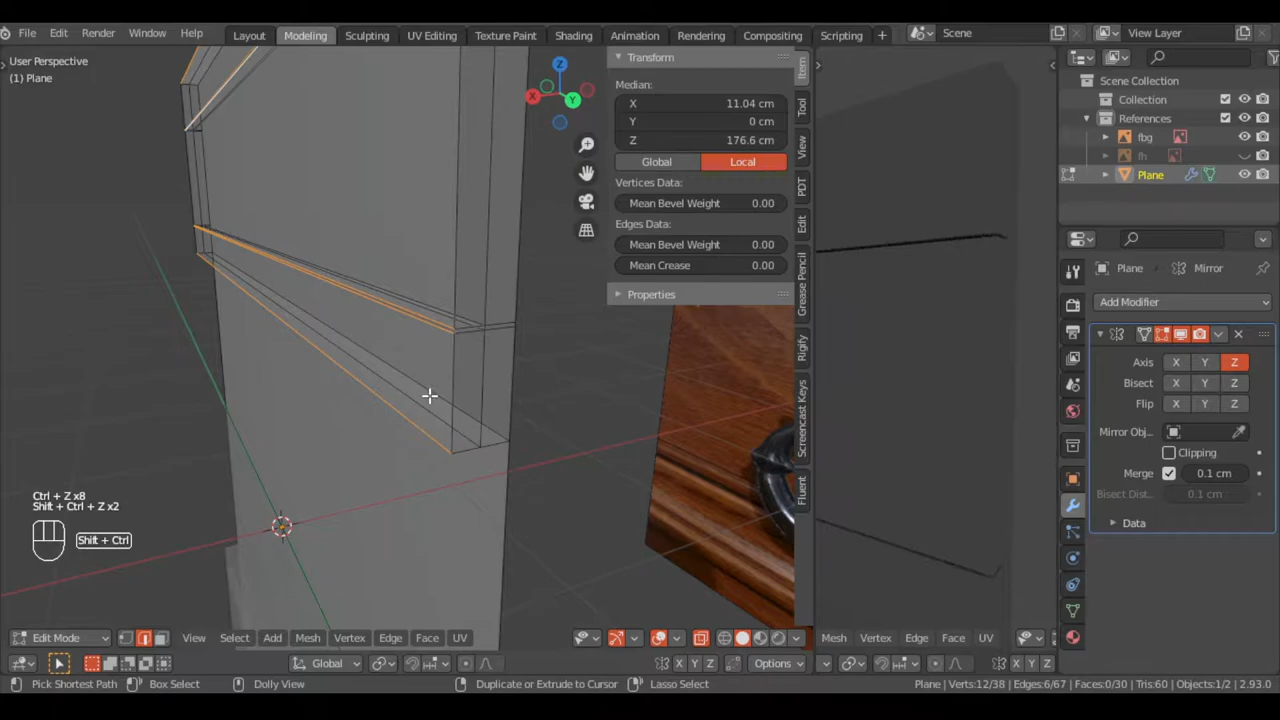 File Edit Render Window Help Layout Modeling Sculpting UV Editing Texture Paint Shading Animation Rendering Compositing Scripting + Scene View Layer
User Perspective
(1) Plane
Transform
Median:
X 11.04 cm
Y 0 cm
Z 176.6 cm
Global Local
Vertices Data:
Mean Bevel Weight 0.00
Edges Data:
Mean Bevel Weight 0.00
Mean Crease 0.00
Properties
Item
Tool
View
PDT
Edit
Grease Pencil
Rigify
Screencast Keys
Fluent
X
Y
Z
Scene Collection
Collection
References
fbg
fh
Plane
Plane Mirror
Add Modifier
Axis X Y Z
Bisect X Y Z
Flip X Y Z
Mirror Obj...
Clipping
Merge 0.1 cm
Bisect Dist... 0.1 cm
Data
Ctrl + Z x8
Shift + Ctrl + Z x2
Shift + Ctrl
Edit Mode View Select Add Mesh Vertex Edge Face UV Mesh Vertex Edge Face UV
Global X Y Z Options X Y Z
Pick Shortest Path Box Select Dolly View Duplicate or Extrude to Cursor Lasso Select Plane | Verts:12/38 | Edges:6/67 | Faces:0/30 | Tris:60 | Objects:1/2 | 2.93.0